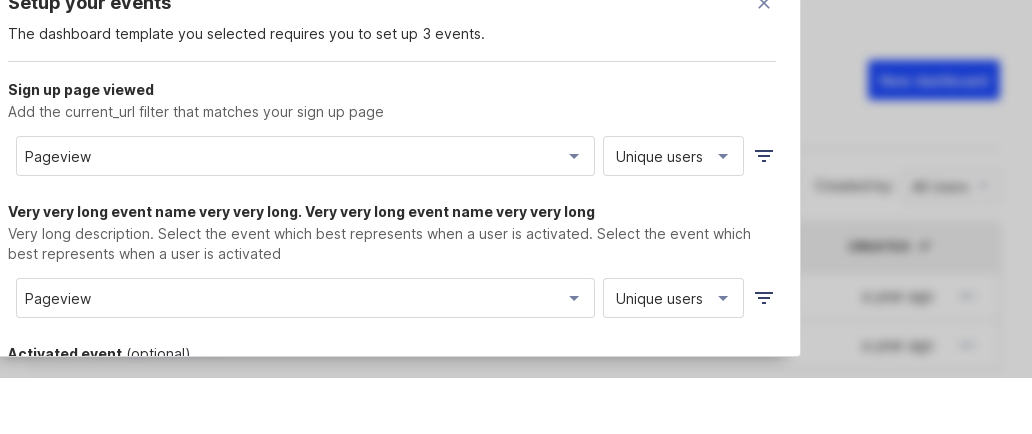 Setup your events
The dashboard template you selected requires you to set up 3 events.
New dashboard
Sign up page viewed
Add the current_url filter that matches your sign up page
Pageview
Unique users
Created by:
All users
Very very long event name very very long. Very very long event name very very long
Very long description. Select the event which best represents when a user is activated. Select the event which
best represents when a user is activated
CREATED
Pageview
Unique users
a year ago
Activated event (optional)
a year ago